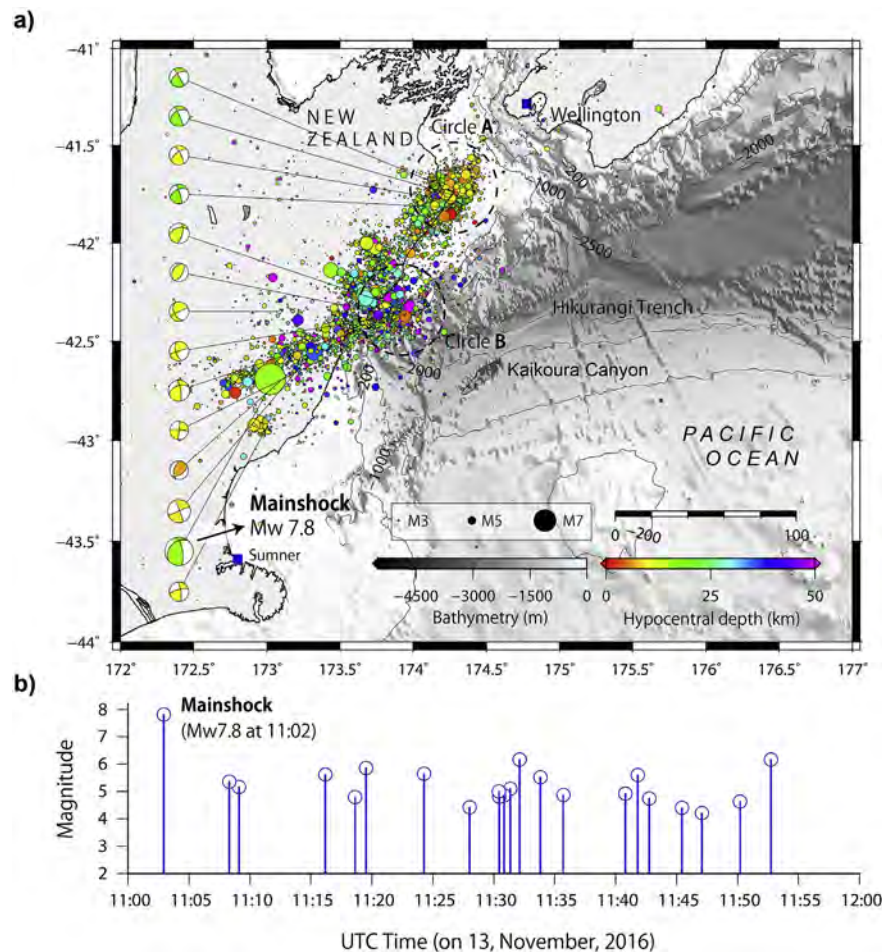 a)
−41°
−41.5°
−42°
−42.5°
−43°
−43.5°
−44°
NEW
ZEALAND
Circle A
Wellington
−200
−1000
−2000
−2500
Hikurangi Trench
Circle B
−200
−2000
Kaikoura Canyon
−1000
PACIFIC
OCEAN
Mainshock
Mw 7.8
M3
M5
M7
Sumner
0
−200
100
−4500
−3000
−1500
0
Bathymetry (m)
0
25
50
Hypocentral depth (km)
172°
172.5°
173°
173.5°
174°
174.5°
175°
175.5°
176°
176.5°
177°
b)
Mainshock
(Mw7.8 at 11:02)
Magnitude
8
7
6
5
4
3
2
11:00
11:05
11:10
11:15
11:20
11:25
11:30
11:35
11:40
11:45
11:50
11:55
12:00
UTC Time (on 13, November, 2016)